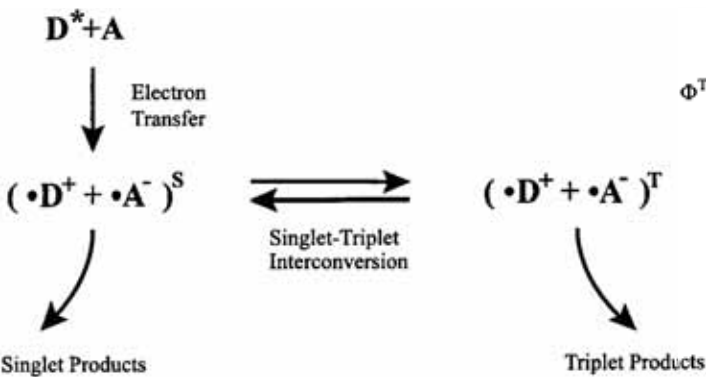 D*+A
Electron
Transfer
Φᵀ
( •D⁺ + •A⁻ )ˢ
( •D⁺ + •A⁻ )ᵀ
Singlet-Triplet
Interconversion
Singlet Products
Triplet Products